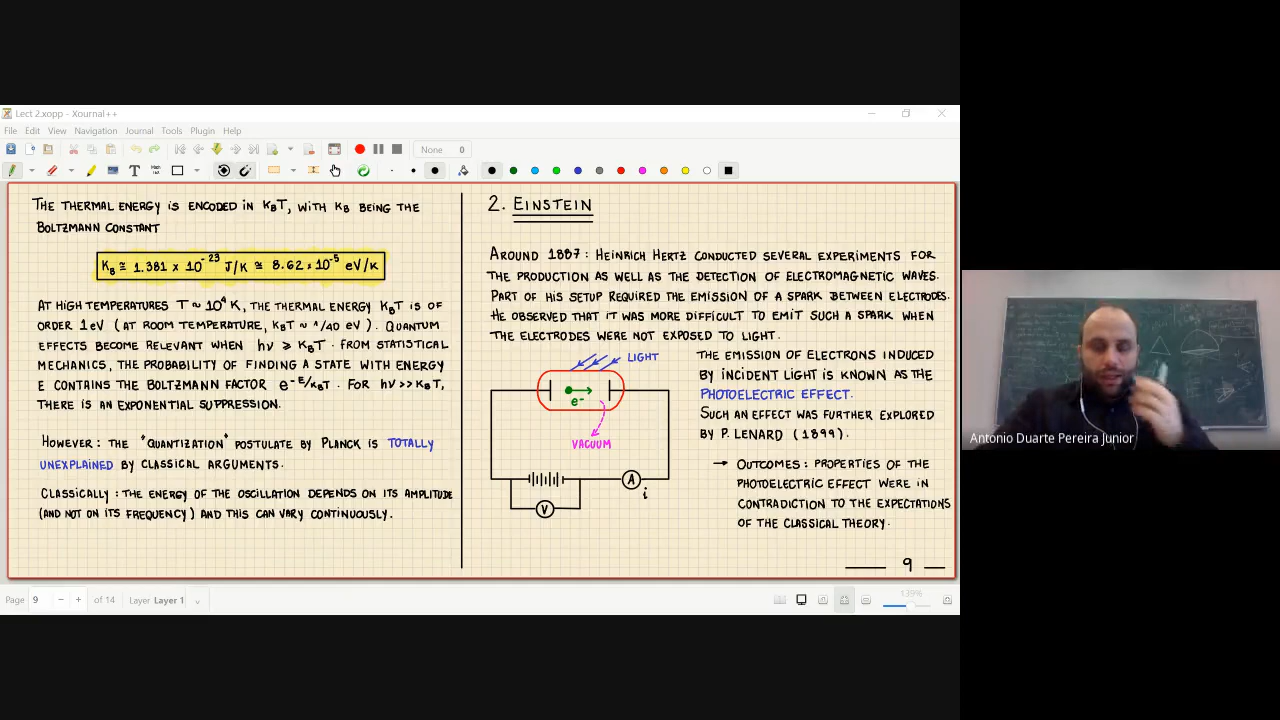 Lect 2.xopp - Xournal++
File Edit View Navigation Journal Tools Plugin Help
None 0
THE THERMAL ENERGY IS ENCODED IN KBT, WITH KB BEING THE
BOLTZMANN CONSTANT
KB ≅ 1.381 x 10^-23 J/K ≅ 8.62 x 10^-5 eV/K
AT HIGH TEMPERATURES T ~ 10^4 K, THE THERMAL ENERGY KBT IS OF
ORDER 1 eV (AT ROOM TEMPERATURE, KBT ~ 1/40 eV). QUANTUM
EFFECTS BECOME RELEVANT WHEN hν ≥ KBT. FROM STATISTICAL
MECHANICS, THE PROBABILITY OF FINDING A STATE WITH ENERGY
E CONTAINS THE BOLTZMANN FACTOR e^-E/KBT. FOR hν >> KBT,
THERE IS AN EXPONENTIAL SUPPRESSION.
HOWEVER: THE "QUANTIZATION" POSTULATE BY PLANCK IS TOTALLY
UNEXPLAINED BY CLASSICAL ARGUMENTS.
CLASSICALLY: THE ENERGY OF THE OSCILLATION DEPENDS ON ITS AMPLITUDE
(AND NOT ON ITS FREQUENCY) AND THIS CAN VARY CONTINUOUSLY.
2. EINSTEIN
AROUND 1887: HEINRICH HERTZ CONDUCTED SEVERAL EXPERIMENTS FOR
THE PRODUCTION AS WELL AS THE DETECTION OF ELECTROMAGNETIC WAVES.
PART OF HIS SETUP REQUIRED THE EMISSION OF A SPARK BETWEEN ELECTRODES.
HE OBSERVED THAT IT WAS MORE DIFFICULT TO EMIT SUCH A SPARK WHEN
THE ELECTRODES WERE NOT EXPOSED TO LIGHT.
LIGHT
e-
VACUUM
A
i
V
THE EMISSION OF ELECTRONS INDUCED
BY INCIDENT LIGHT IS KNOWN AS THE
PHOTOELECTRIC EFFECT.
SUCH AN EFFECT WAS FURTHER EXPLORED
BY P. LENARD (1899).
→ OUTCOMES: PROPERTIES OF THE
PHOTOELECTRIC EFFECT WERE IN
CONTRADICTION TO THE EXPECTATIONS
OF THE CLASSICAL THEORY.
9
Page 9 of 14 Layer Layer 1
Antonio Duarte Pereira Junior